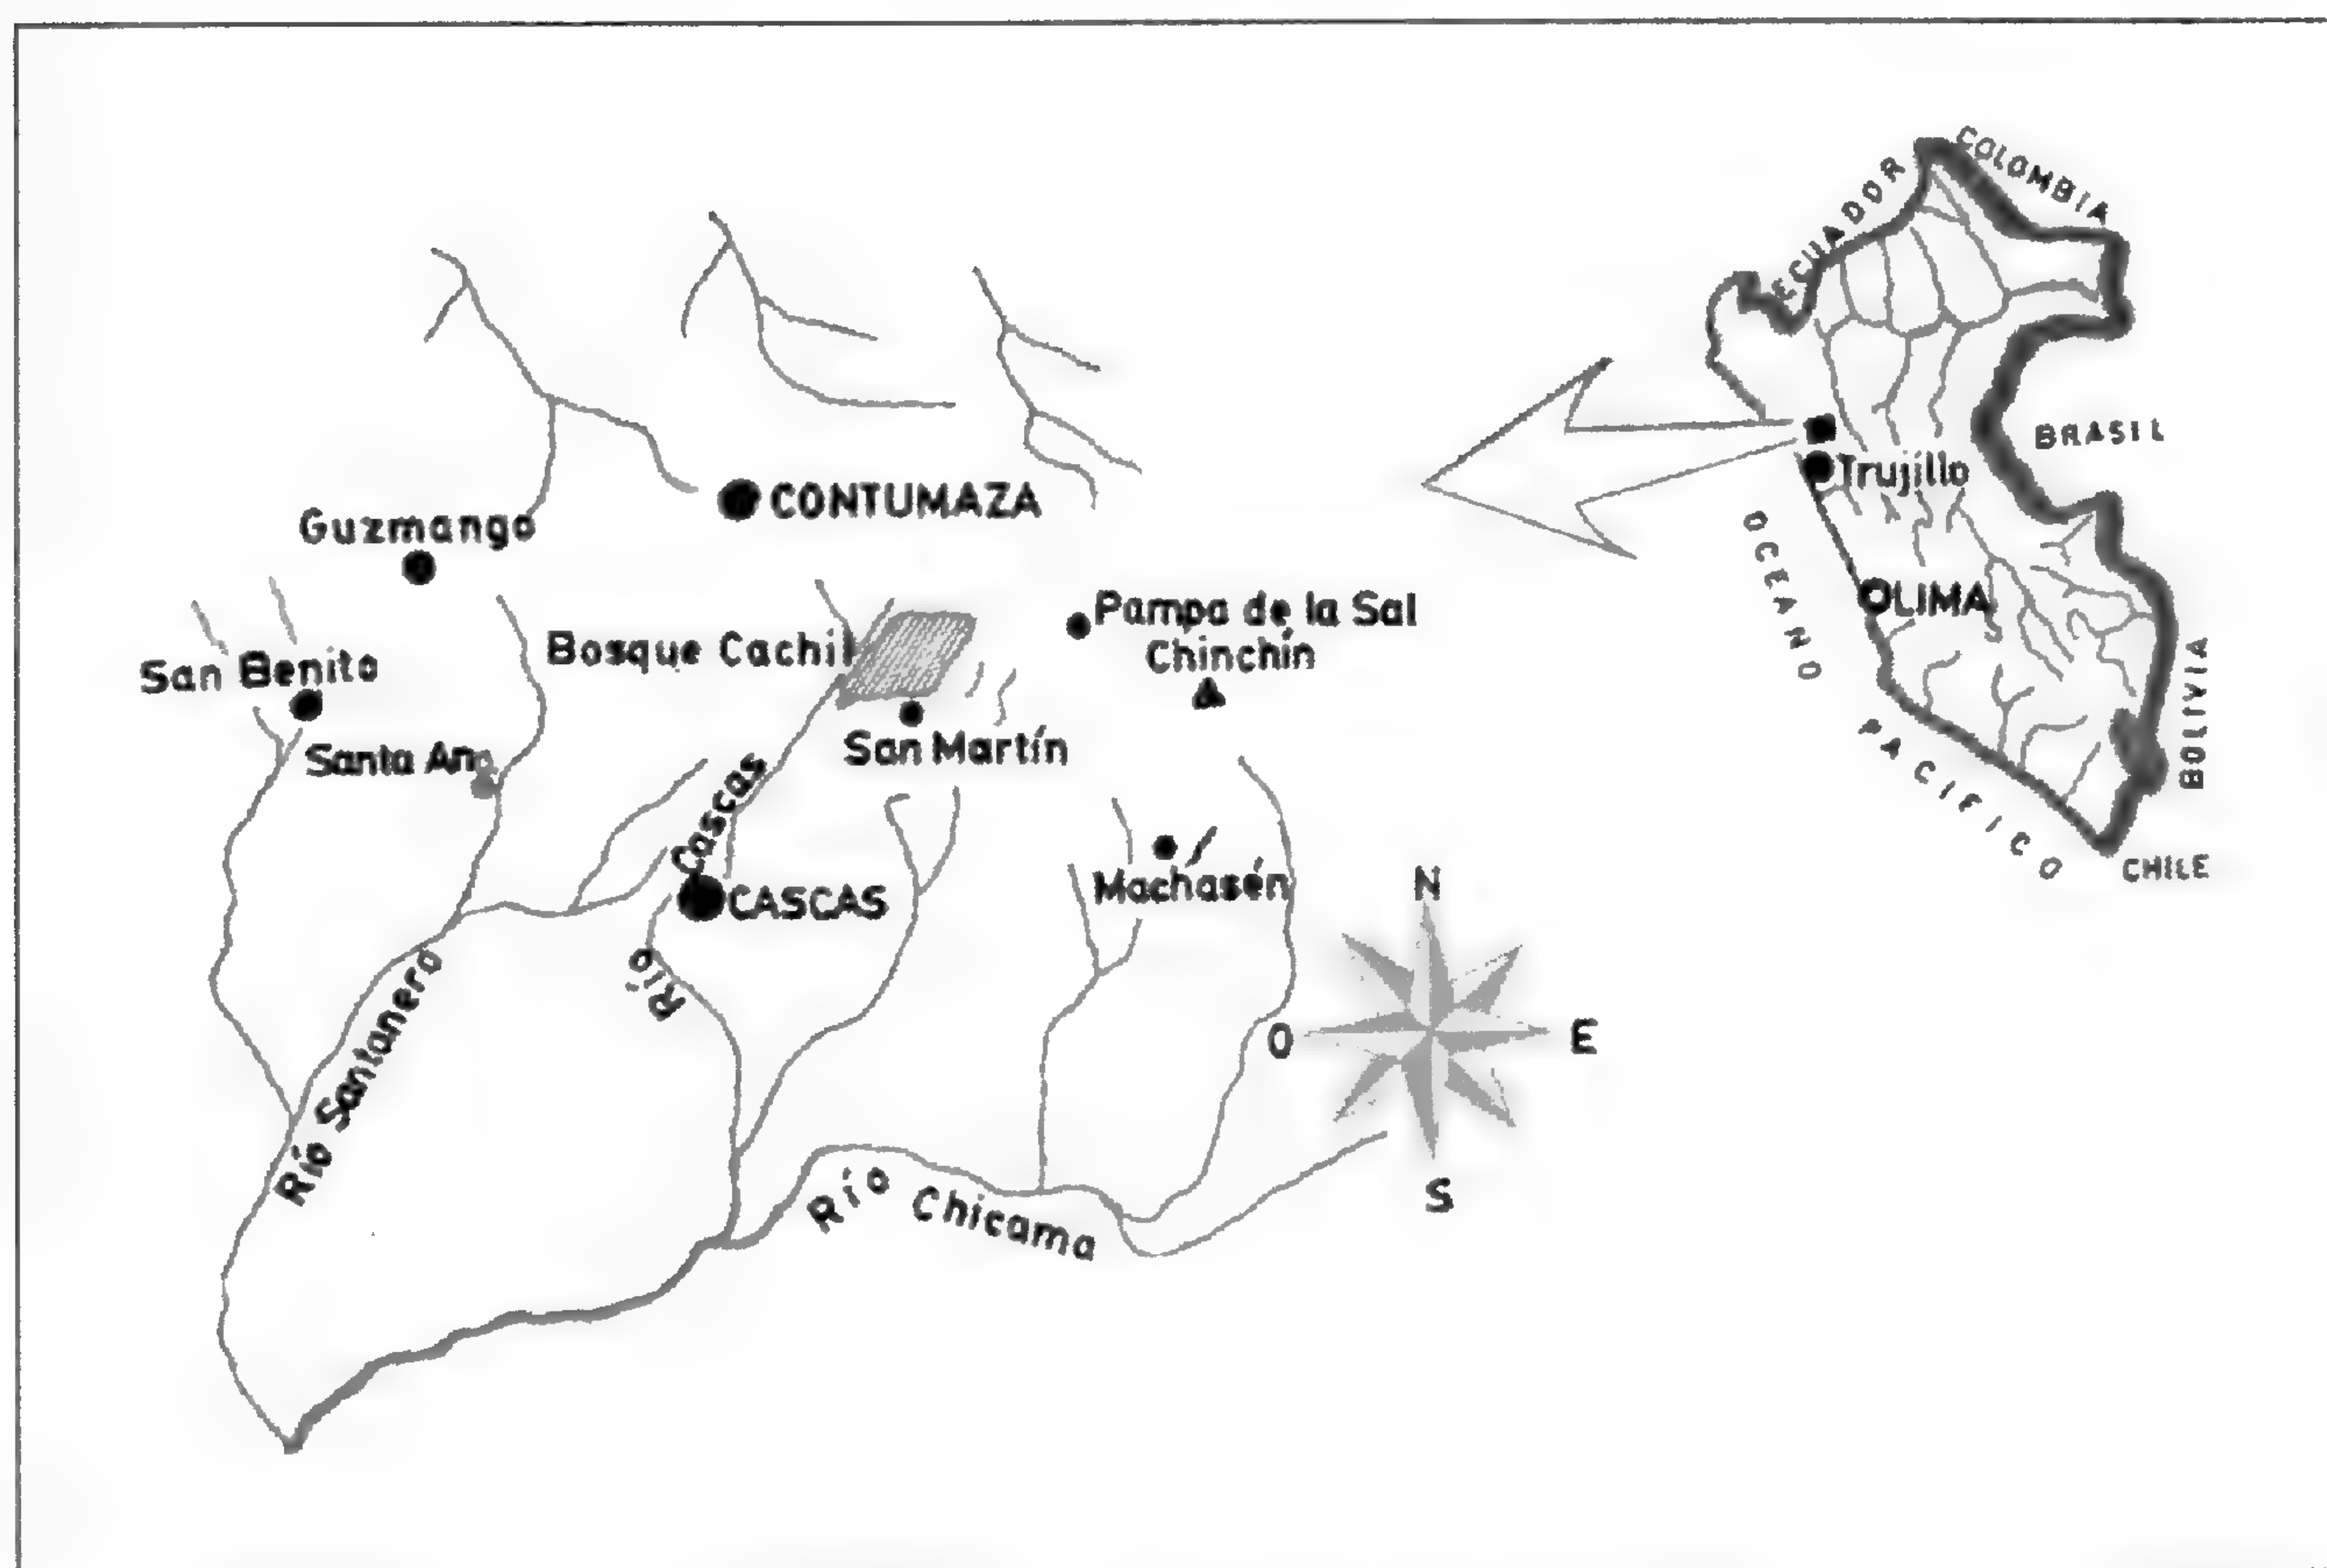 COLOMBIA
ECUADOR
BRASIL
Trujillo
CONTUMAZA
Guzmango
OCEANO
LIMA
Pampa de la Sal
Chinchín
Bosque Cachil
San Benito
BOLIVIA
San Martín
Santa Ana
PACIFICO
Cascas
CHILE
Machasén
CASCAS
N
Río
Río Santanero
O
E
S
Río Chicama